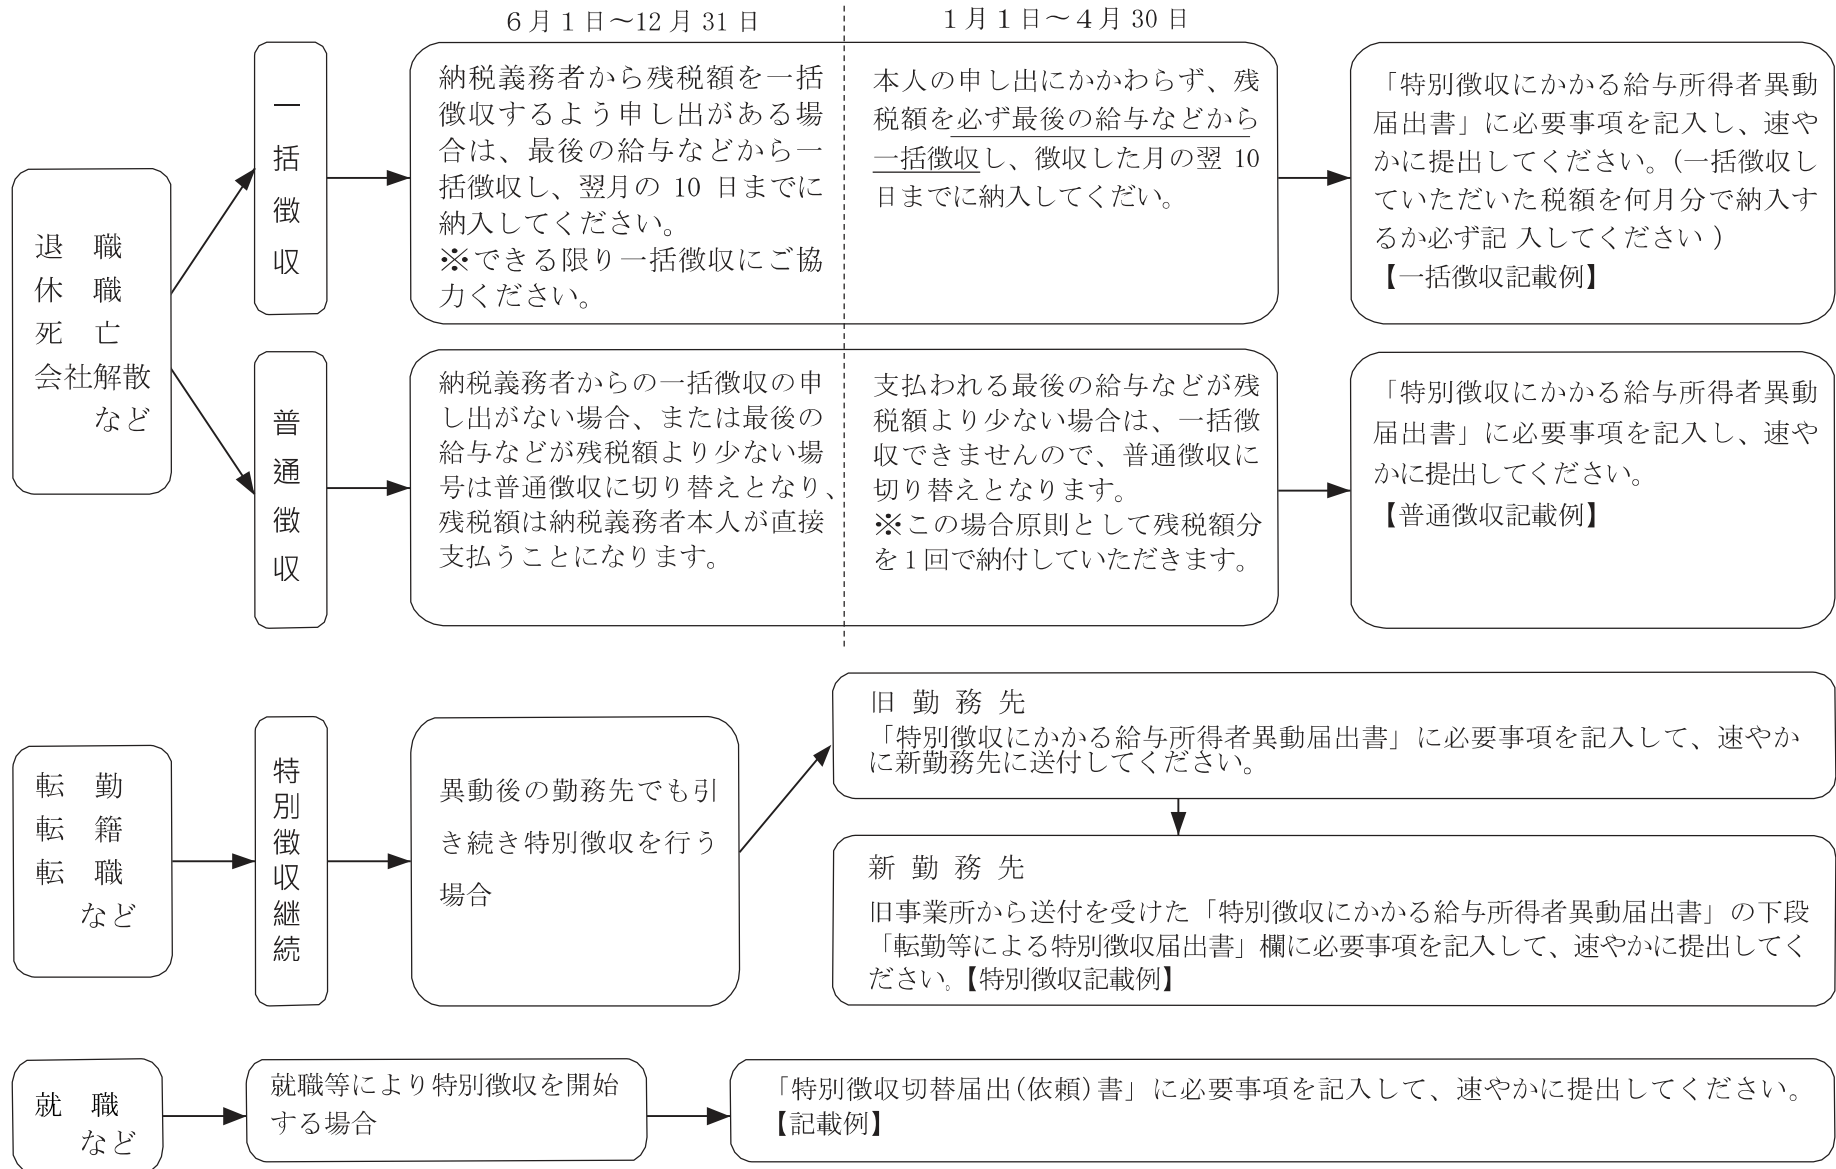 6月1日～12月31日
1月1日～4月30日
退　職
休　職
死　亡
会社解散
など
一括徴収
納税義務者から残税額を一括
徴収するよう申し出がある場
合は、最後の給与などから一
括徴収し、翌月の 10 日までに
納入してください。
※できる限り一括徴収にご協
力ください。
本人の申し出にかかわらず、残
税額を必ず最後の給与などから
一括徴収し、徴収した月の翌 10
日までに納入してくだい。
「特別徴収にかかる給与所得者異動
届出書」に必要事項を記入し、速や
かに提出してください。（一括徴収し
ていただいた税額を何月分で納入す
るか必ず記 入してください ）
【一括徴収記載例】
普通徴収
納税義務者からの一括徴収の申
し出がない場合、または最後の
給与などが残税額より少ない場
号は普通徴収に切り替えとなり、
残税額は納税義務者本人が直接
支払うことになります。
支払われる最後の給与などが残
税額より少ない場合は、一括徴
収できませんので、普通徴収に
切り替えとなります。
※この場合原則として残税額分
を１回で納付していただきます。
「特別徴収にかかる給与所得者異動
届出書」に必要事項を記入し、速や
かに提出してください。
【普通徴収記載例】
転　勤
転　籍
転　職
など
特別徴収継続
異動後の勤務先でも引
き続き特別徴収を行う
場合
旧 勤 務 先
「特別徴収にかかる給与所得者異動届出書」に必要事項を記入して、速やか
に新勤務先に送付してください。
新 勤 務 先
旧事業所から送付を受けた「特別徴収にかかる給与所得者異動届出書」の下段
「転勤等による特別徴収届出書」欄に必要事項を記入して、速やかに提出してく
ださい。【特別徴収記載例】
就　職
など
就職等により特別徴収を開始
する場合
「特別徴収切替届出(依頼)書」に必要事項を記入して、速やかに提出してください。
【記載例】